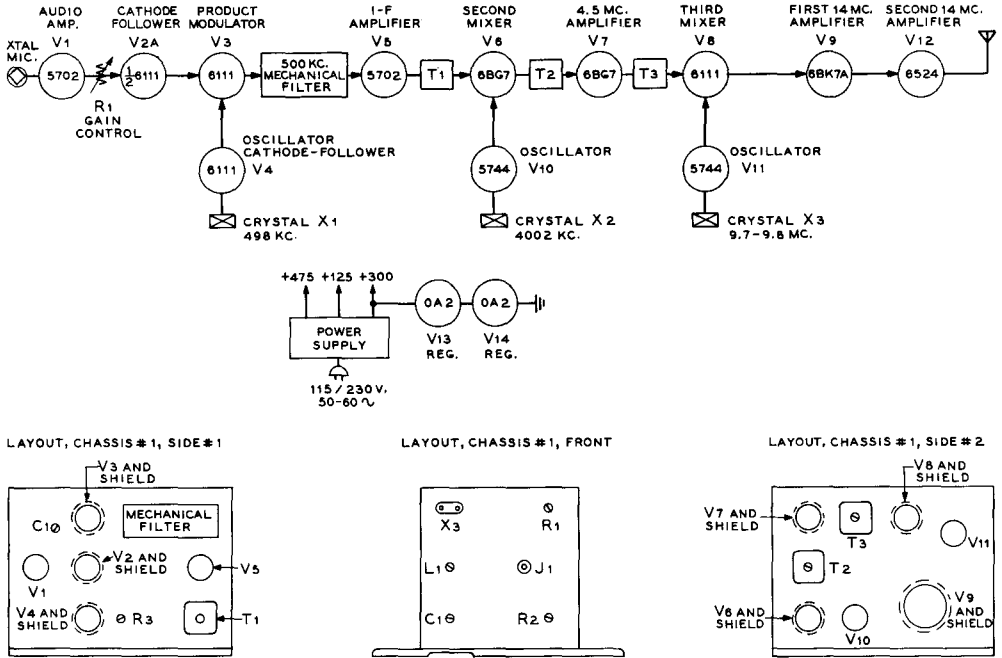 AUDIO AMP. V1
CATHODE FOLLOWER V2A
PRODUCT MODULATOR V3
I-F AMPLIFIER V5
SECOND MIXER V6
4.5 MC. AMPLIFIER V7
THIRD MIXER V8
FIRST 14 MC. AMPLIFIER V9
SECOND 14 MC. AMPLIFIER V12
XTAL MIC.
5702
½ 6111
6111
500 KC. MECHANICAL FILTER
5702
T1
6BG7
T2
6BG7
T3
6111
6BK7A
6524
R1 GAIN CONTROL
OSCILLATOR CATHODE-FOLLOWER V4
6111
CRYSTAL X1
498 KC.
OSCILLATOR V10
5744
CRYSTAL X2
4002 KC.
OSCILLATOR V11
5744
CRYSTAL X3
9.7-9.8 MC.
+475 +125 +300
POWER SUPPLY
0A2
0A2
V13 REG.
V14 REG.
115/230 V.
50-60 ~
LAYOUT, CHASSIS #1, SIDE #1
V3 AND SHIELD
C1
MECHANICAL FILTER
V2 AND SHIELD
V1
V5
V4 AND SHIELD
R3
T1
LAYOUT, CHASSIS #1, FRONT
X3
R1
L1
J1
C1
R2
LAYOUT, CHASSIS #1, SIDE #2
V8 AND SHIELD
V7 AND SHIELD
T3
V11
T2
V6 AND SHIELD
V10
V9 AND SHIELD